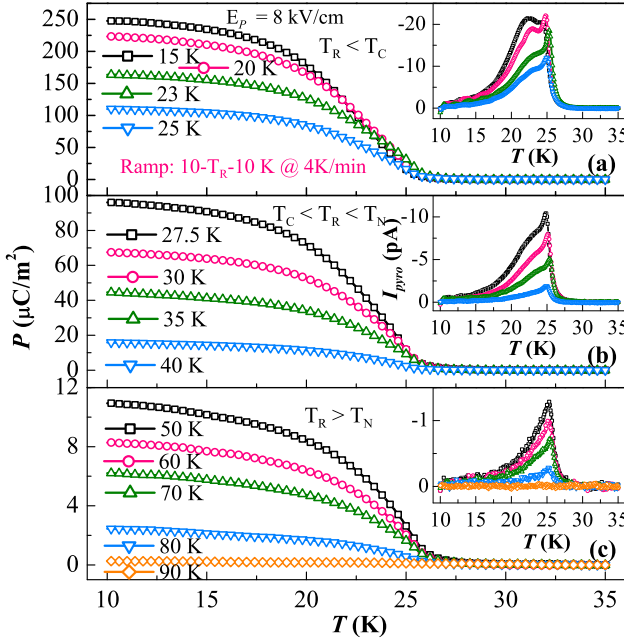 E_P = 8 kV/cm
T_R < T_C
15 K
20 K
23 K
25 K
Ramp: 10-T_R-10 K @ 4K/min
(a)
250
200
150
100
50
0
-20
-10
0
10 15 20 25 30 35
T (K)
T_C < T_R < T_N
27.5 K
30 K
35 K
40 K
(b)
100
80
60
40
20
0
P (μC/m²)
I_pyro (pA)
-10
-5
0
10 15 20 25 30 35
T (K)
T_R > T_N
50 K
60 K
70 K
80 K
90 K
(c)
12
8
4
0
-1
0
10 15 20 25 30 35
T (K)
10 15 20 25 30 35
T (K)